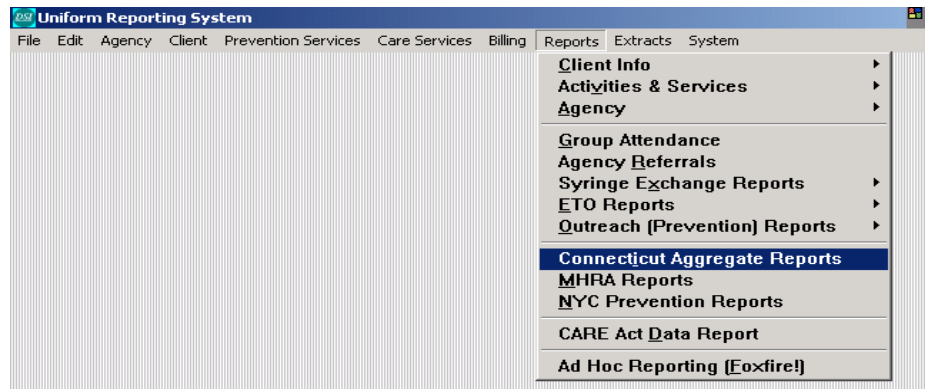 DSI Uniform Reporting System
File Edit Agency Client Prevention Services Care Services Billing Reports Extracts System
Client Info
Activities & Services
Agency
Group Attendance
Agency Referrals
Syringe Exchange Reports
ETO Reports
Outreach (Prevention) Reports
Connecticut Aggregate Reports
MHRA Reports
NYC Prevention Reports
CARE Act Data Report
Ad Hoc Reporting (Foxfire!)